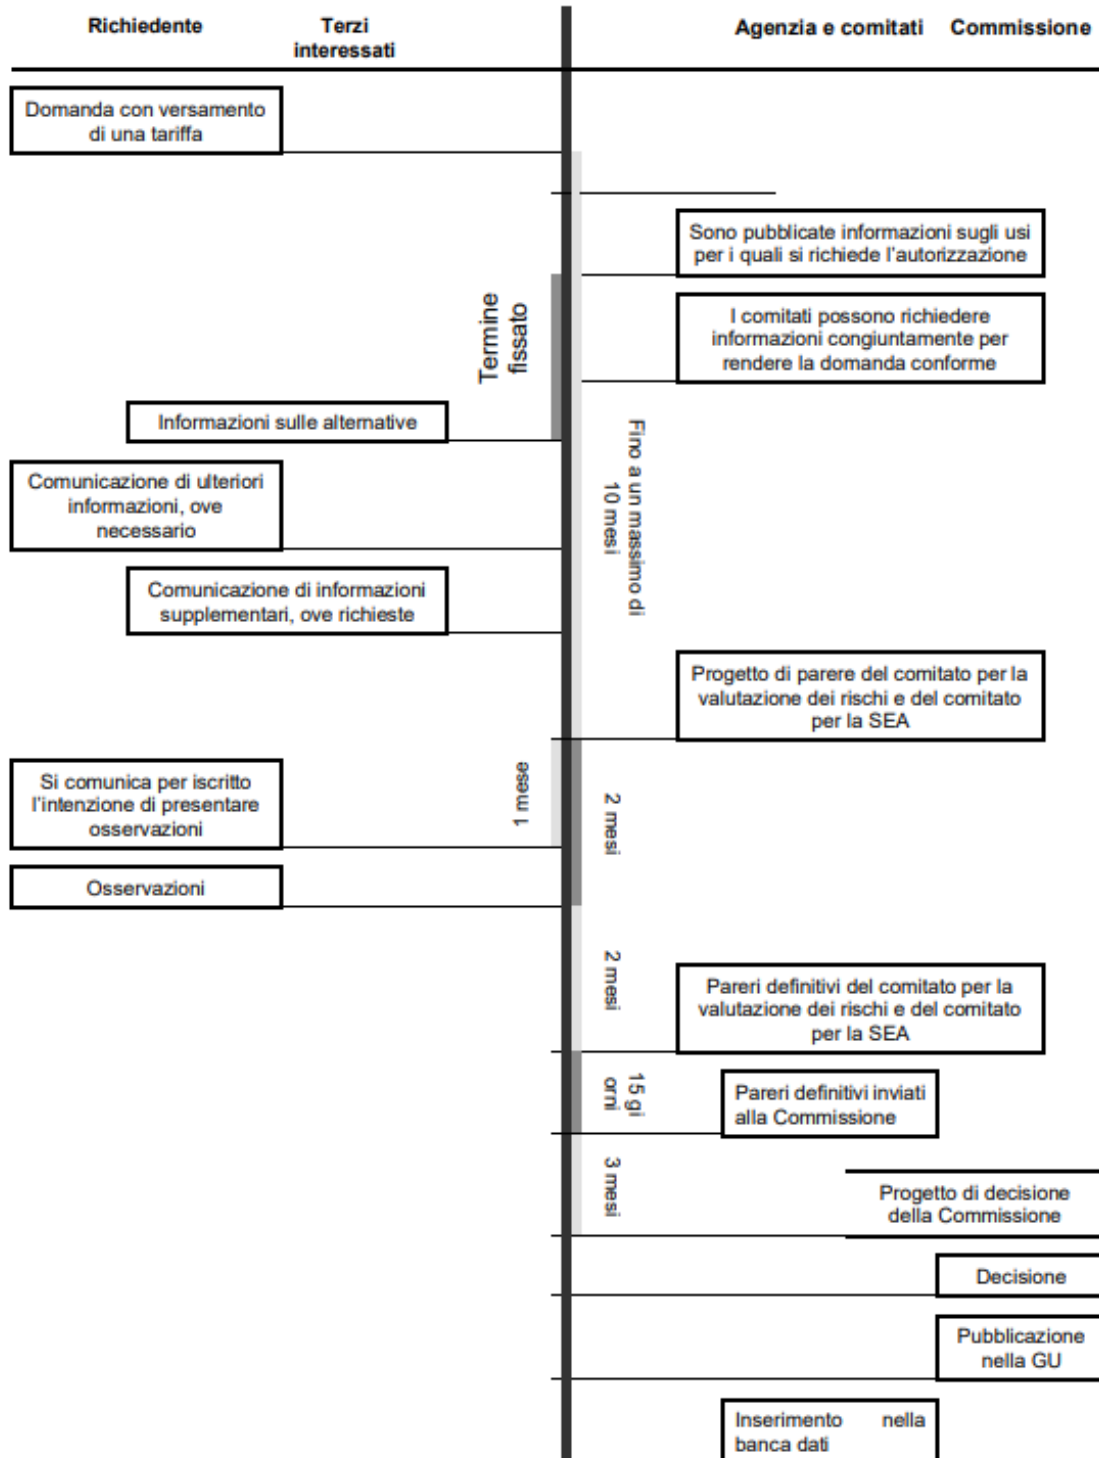 Richiedente
Terzi
interessati
Agenzia e comitati
Commissione
Domanda con versamento
di una tariffa
Sono pubblicate informazioni sugli usi
per i quali si richiede l'autorizzazione
Termine
fissato
I comitati possono richiedere
informazioni congiuntamente per
rendere la domanda conforme
Informazioni sulle alternative
Fino a un massimo di
10 mesi
Comunicazione di ulteriori
informazioni, ove
necessario
Comunicazione di informazioni
supplementari, ove richieste
Progetto di parere del comitato per la
valutazione dei rischi e del comitato
per la SEA
1 mese
2 mesi
Si comunica per iscritto
l'intenzione di presentare
osservazioni
Osservazioni
2 mesi
Pareri definitivi del comitato per la
valutazione dei rischi e del comitato
per la SEA
15 gi
orni
Pareri definitivi inviati
alla Commissione
3 mesi
Progetto di decisione
della Commissione
Decisione
Pubblicazione
nella GU
Inserimento nella
banca dati